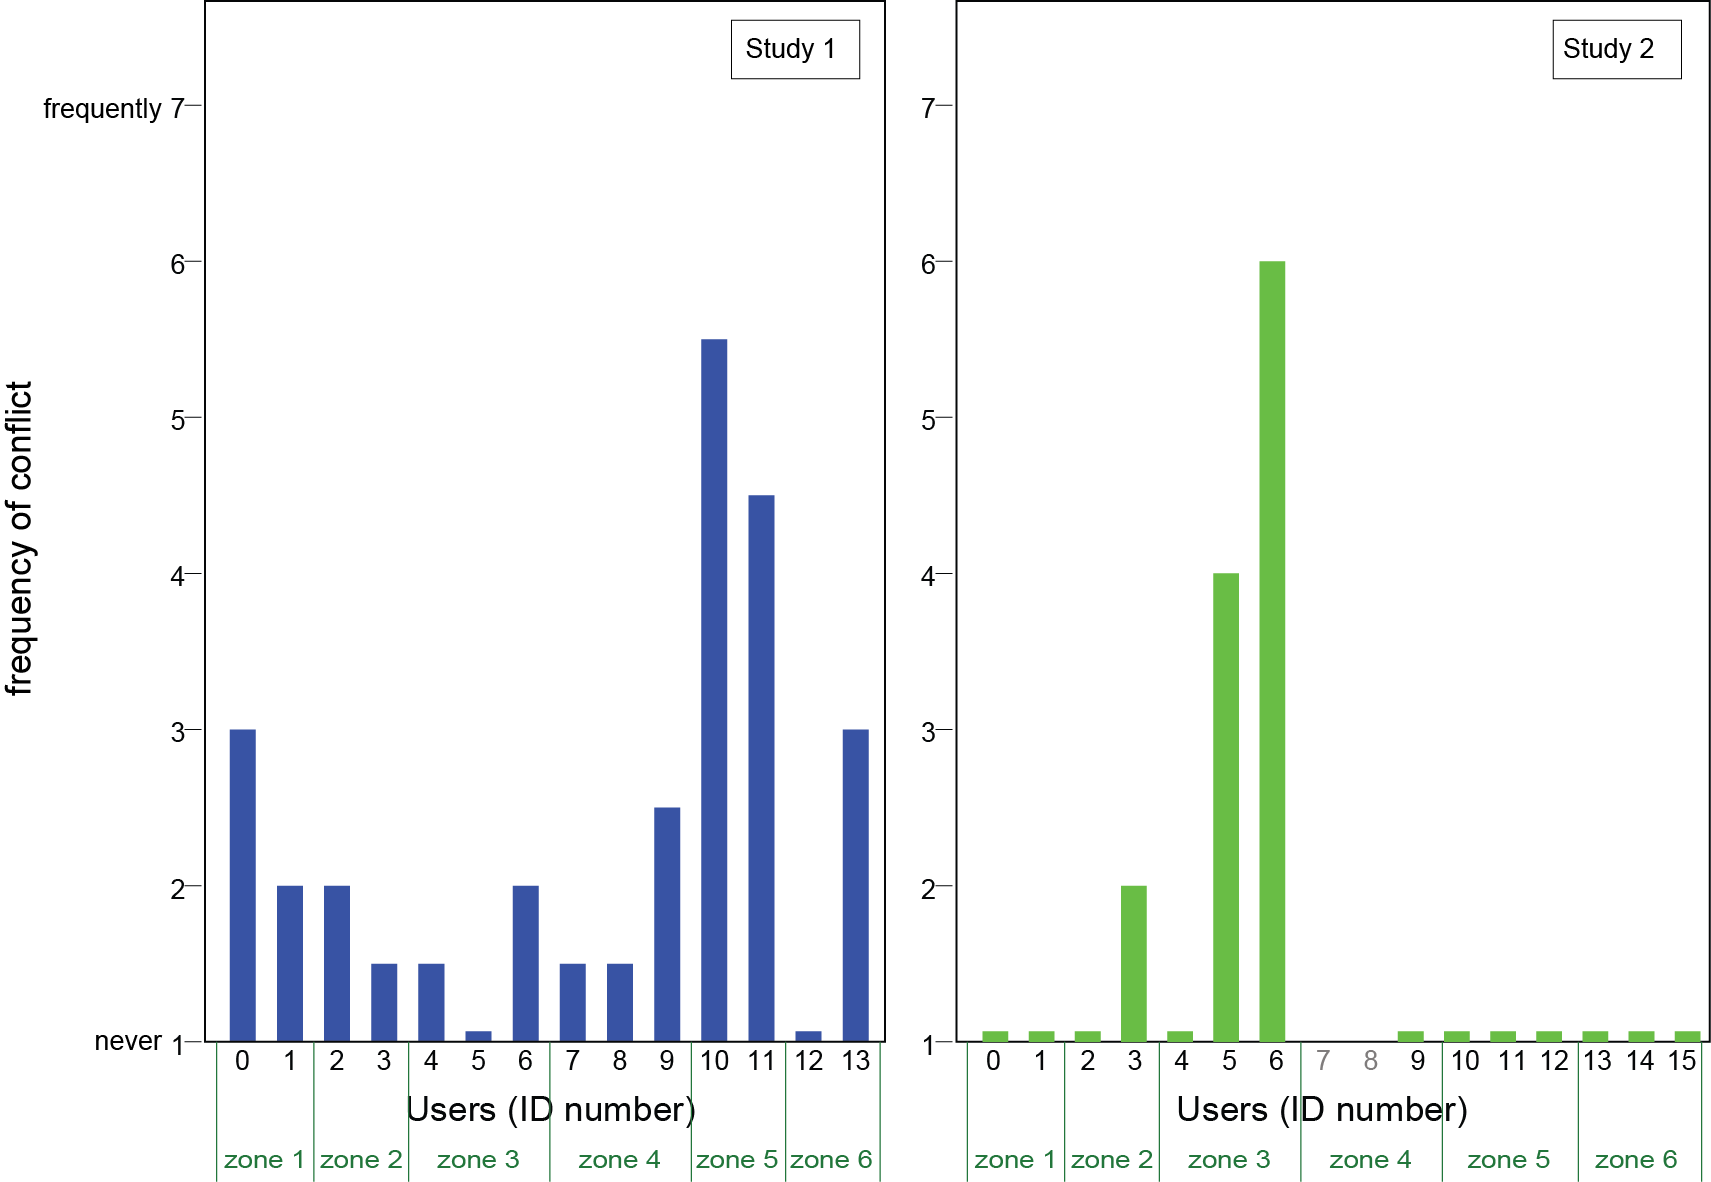 Study 1
frequently 7
6
5
4
3
2
never 1
frequency of conflict
0 1 2 3 4 5 6 7 8 9 10 11 12 13
Users (ID number)
zone 1 zone 2 zone 3 zone 4 zone 5 zone 6
Study 2
7
6
5
4
3
2
1
0 1 2 3 4 5 6 7 8 9 10 11 12 13 14 15
Users (ID number)
zone 1 zone 2 zone 3 zone 4 zone 5 zone 6